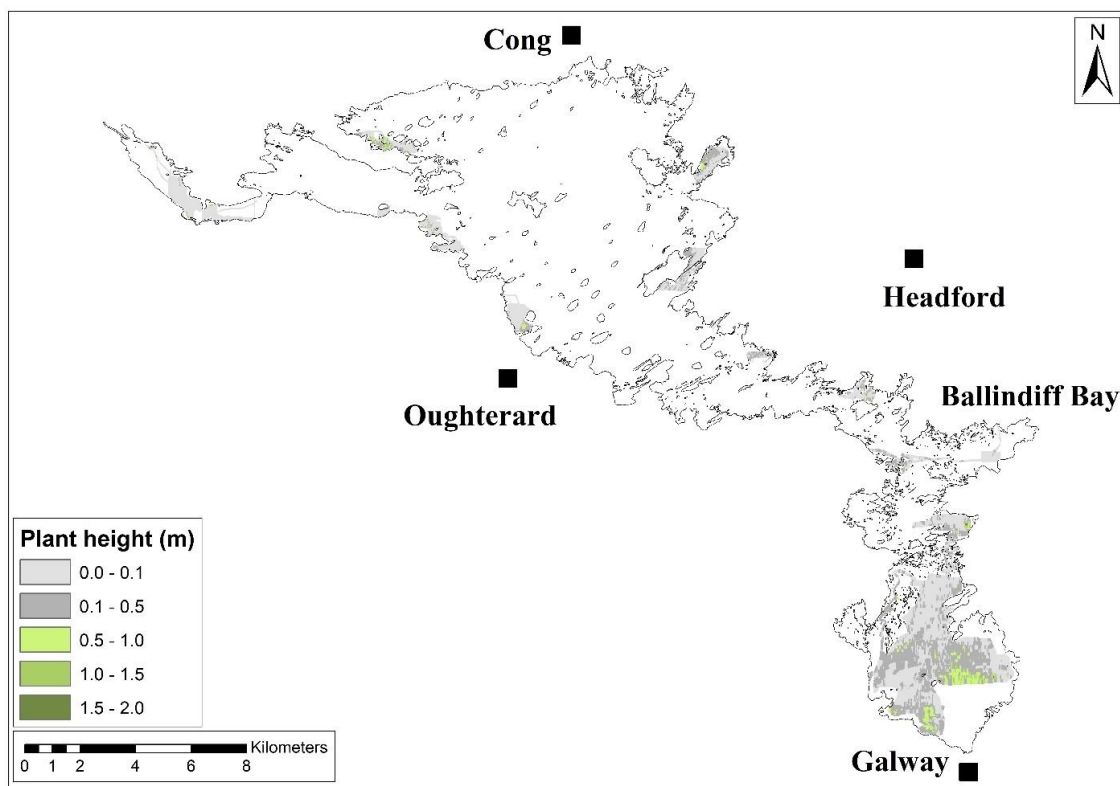 Cong
N
Headford
Ballindiff Bay
Oughterard
Plant height (m)
0.0 - 0.1
0.1 - 0.5
0.5 - 1.0
1.0 - 1.5
1.5 - 2.0
Kilometers
0 1 2 4 6 8
Galway